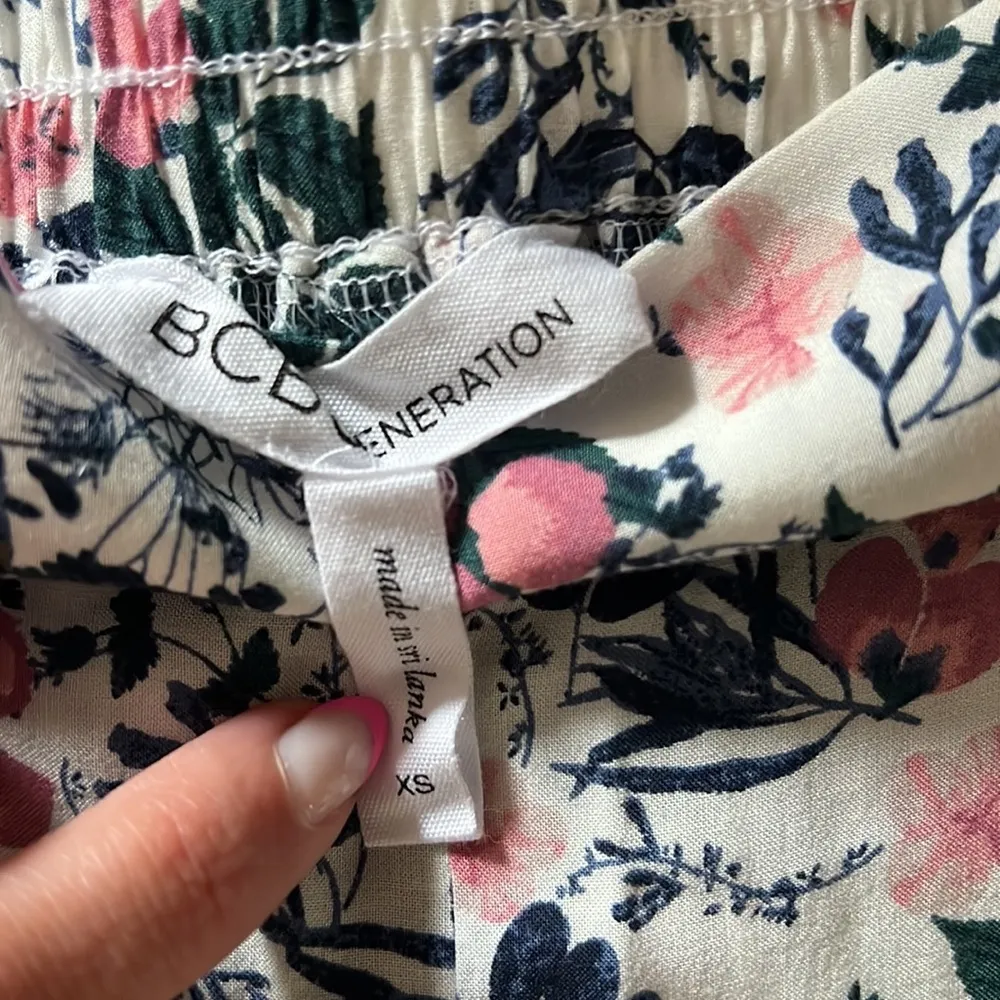 BCB
ENERATION
made in sri lanka
XS